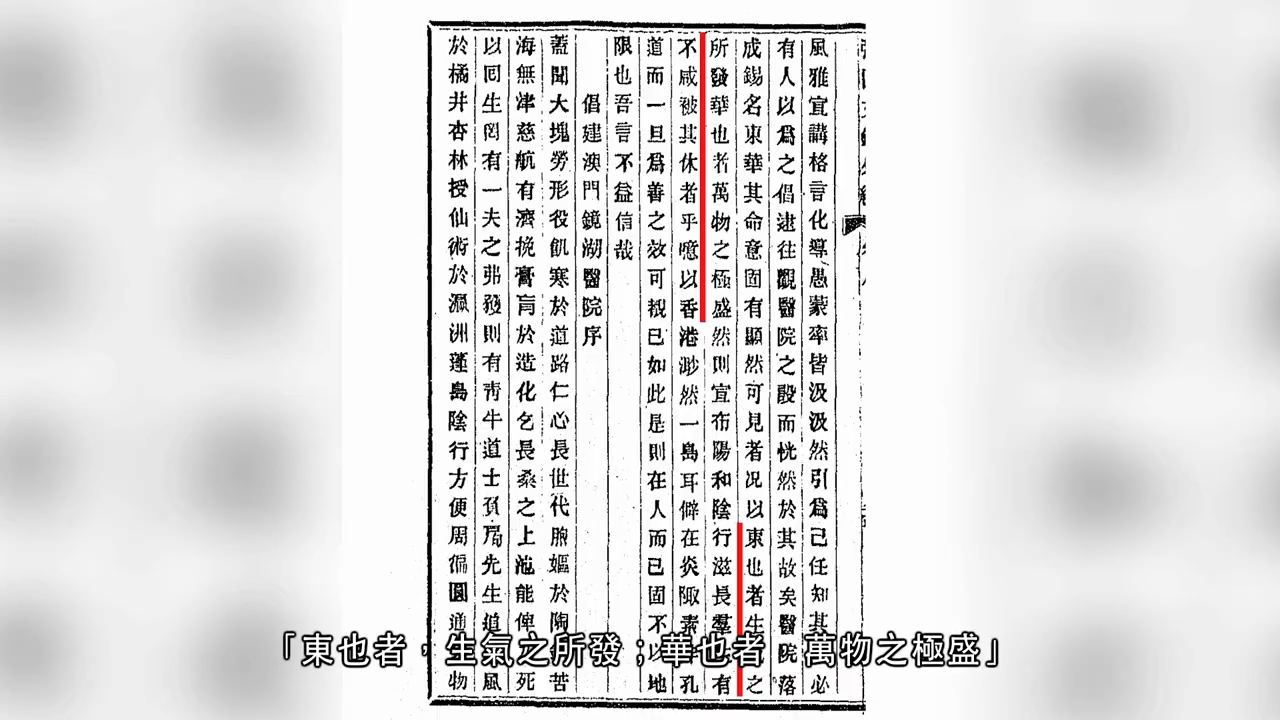 風雅宜講格言化導愚蒙率皆汲汲然引爲己任知其必
有人以爲之倡逮往觀醫院之而恍然於其故矣醫院落
成錫名東華其命意固有顯然可見者况以東也者生之
所發華也者萬物之極盛然則宣布陽和陰行滋長羣有
不咸被其休者乎噫以香港渺然一島耳僻在炎陬素孔
道而一旦爲善之效可覩已如此是則在人而已固不以地
限也吾言不益信哉
倡建澳門鏡湖醫院序
蓋聞大塊勞形役飢寒於道路仁心長世代煦嫗於陶苦
海無津慈航有濟挽膏肓於造化乞長桑之上池能俾死
以回生罔有一夫之弗發則有靑牛道士負局先生追風
於橘井杏林授仙術於瀛洲蓬島陰行方便周徧圓通物
「東也者，生氣之所發；華也者 萬物之極盛」